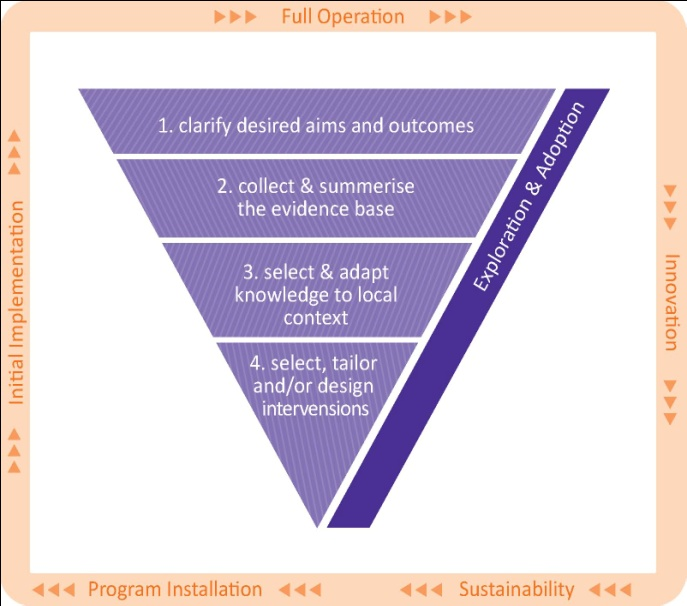 Full Operation
1. clarify desired aims and outcomes
2. collect & summerise
the evidence base
3. select & adapt
knowledge to local
context
4. select, tailor
and/or design
intervensions
Exploration & Adoption
Innovation
Sustainability
Program Installation
Initial Implementation